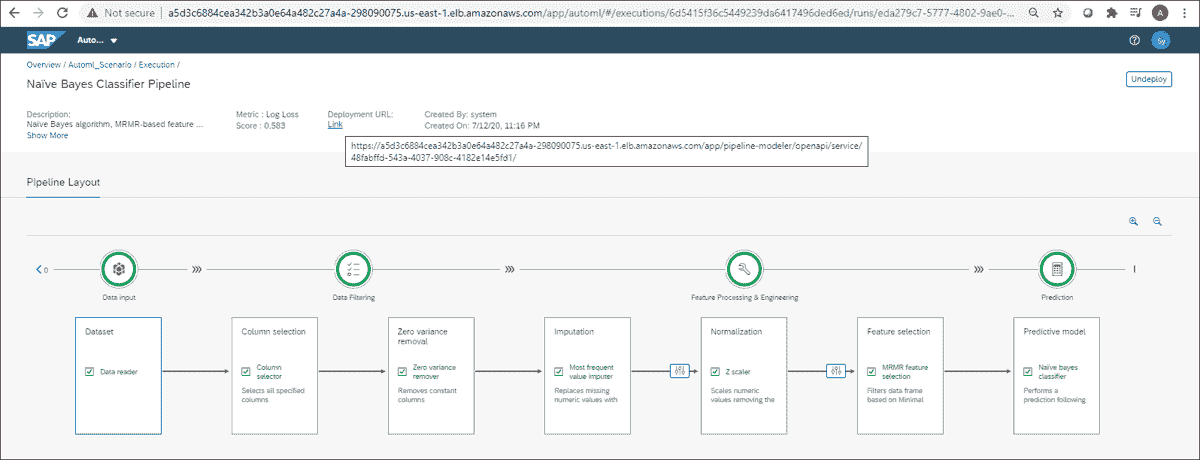 Not secure
a5d3c6884cea342b3a0e64a482c27a4a-298090075.us-east-1.elb.amazonaws.com/app/automl/#/executions/6d5415f36c5449239da6417496ded6ed/runs/eda279c7-5777-4802-9ae0-...
A
SAP
Auto...
Sy
Overview / Automl_Scenario / Execution /
Naïve Bayes Classifier Pipeline
Undeploy
Description:
Naïve Bayes algorithm, MRMR-based feature ...
Show More
Metric : Log Loss
Score : 0.583
Deployment URL:
Link
Created By: system
Created On: 7/12/20, 11:16 PM
https://a5d3c6884cea342b3a0e64a482c27a4a-298090075.us-east-1.elb.amazonaws.com/app/pipeline-modeler/openapi/service/
48fabffd-543a-4037-908c-4182e14e5fd1/
Pipeline Layout
0
Data input
Data Filtering
Feature Processing & Engineering
Prediction
Dataset
Data reader
Column selection
Column
selector
Selects all specified
columns
Zero variance
removal
Zero variance
remover
Removes constant
columns
Imputation
Most frequent
value imputer
Replaces missing
numeric values with
Normalization
Z scaler
Scales numeric
values removing the
Feature selection
MRMR feature
selection
Filters data frame
based on Minimal
Predictive model
Naïve bayes
classifier
Performs a
prediction following